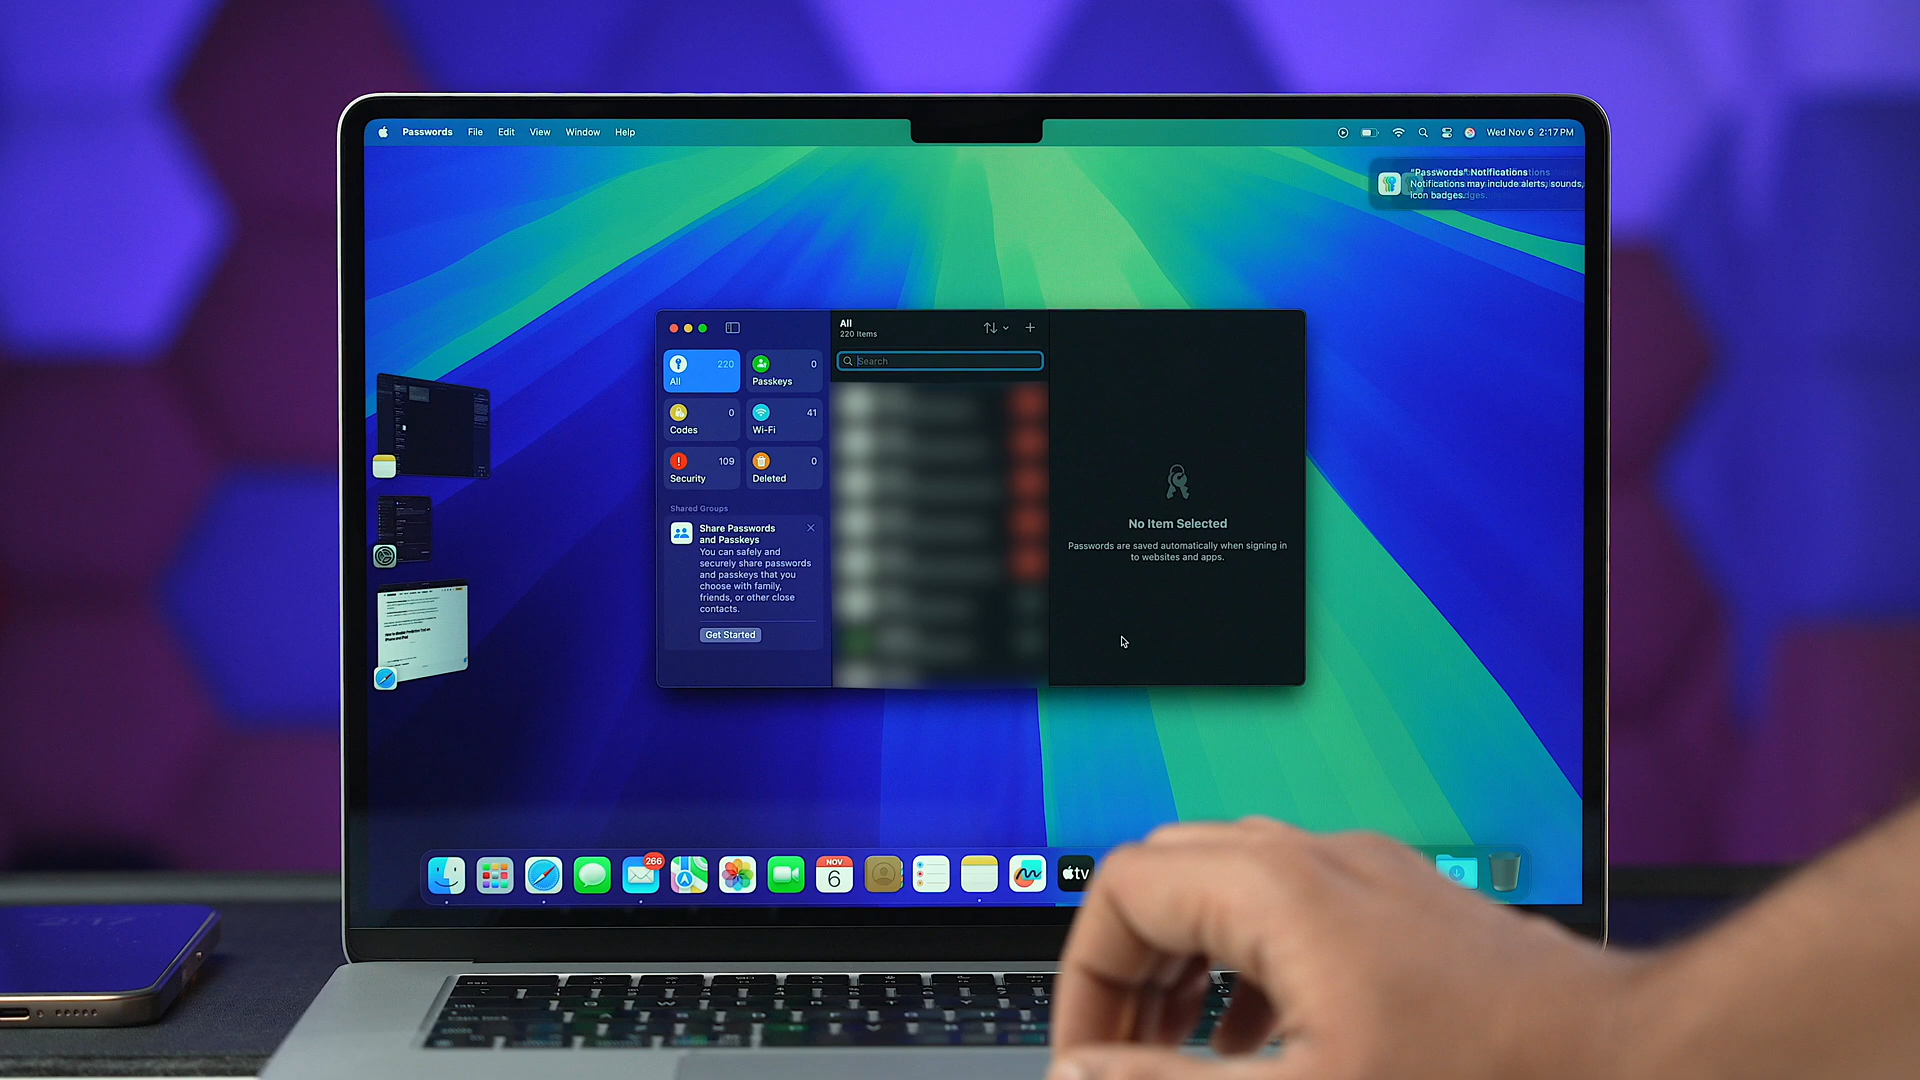 Passwords File Edit View Window Help
Wed Nov 6 2:17 PM
"Passwords" Notifications
Notifications may include alerts, sounds,
icon badges.
All
220 Items
Search
220
All
0
Passkeys
0
Codes
41
Wi-Fi
109
Security
0
Deleted
Shared Groups
Share Passwords
and Passkeys
You can safely and
securely share passwords
and passkeys that you
choose with family,
friends, or other close
contacts.
Get Started
No Item Selected
Passwords are saved automatically when signing in
to websites and apps.
266
NOV
6
tv
2:17